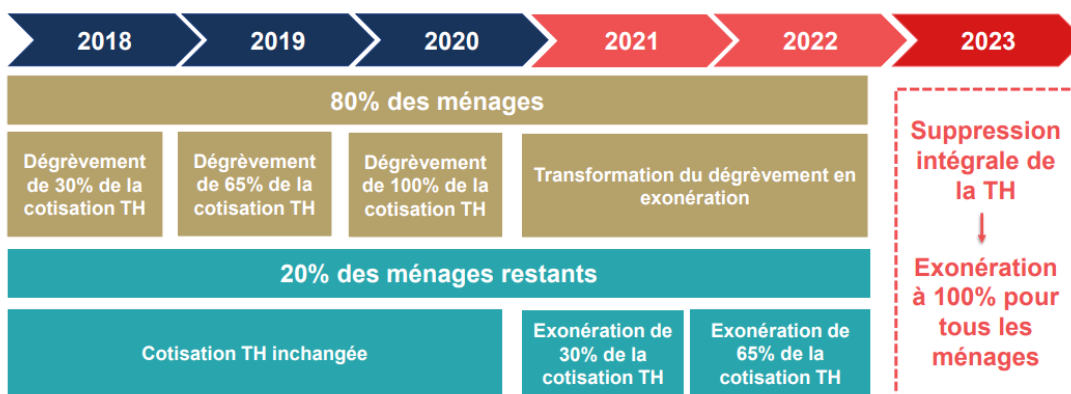 2018
2019
2020
2021
2022
2023
80% des ménages
Dégrèvement
de 30% de la
cotisation TH
Dégrèvement
de 65% de la
cotisation TH
Dégrèvement
de 100% de la
cotisation TH
Transformation du dégrèvement en
exonération
20% des ménages restants
Cotisation TH inchangée
Exonération de
30% de la
cotisation TH
Exonération de
65% de la
cotisation TH
Suppression
intégrale de
la TH
Exonération
à 100% pour
tous les
ménages